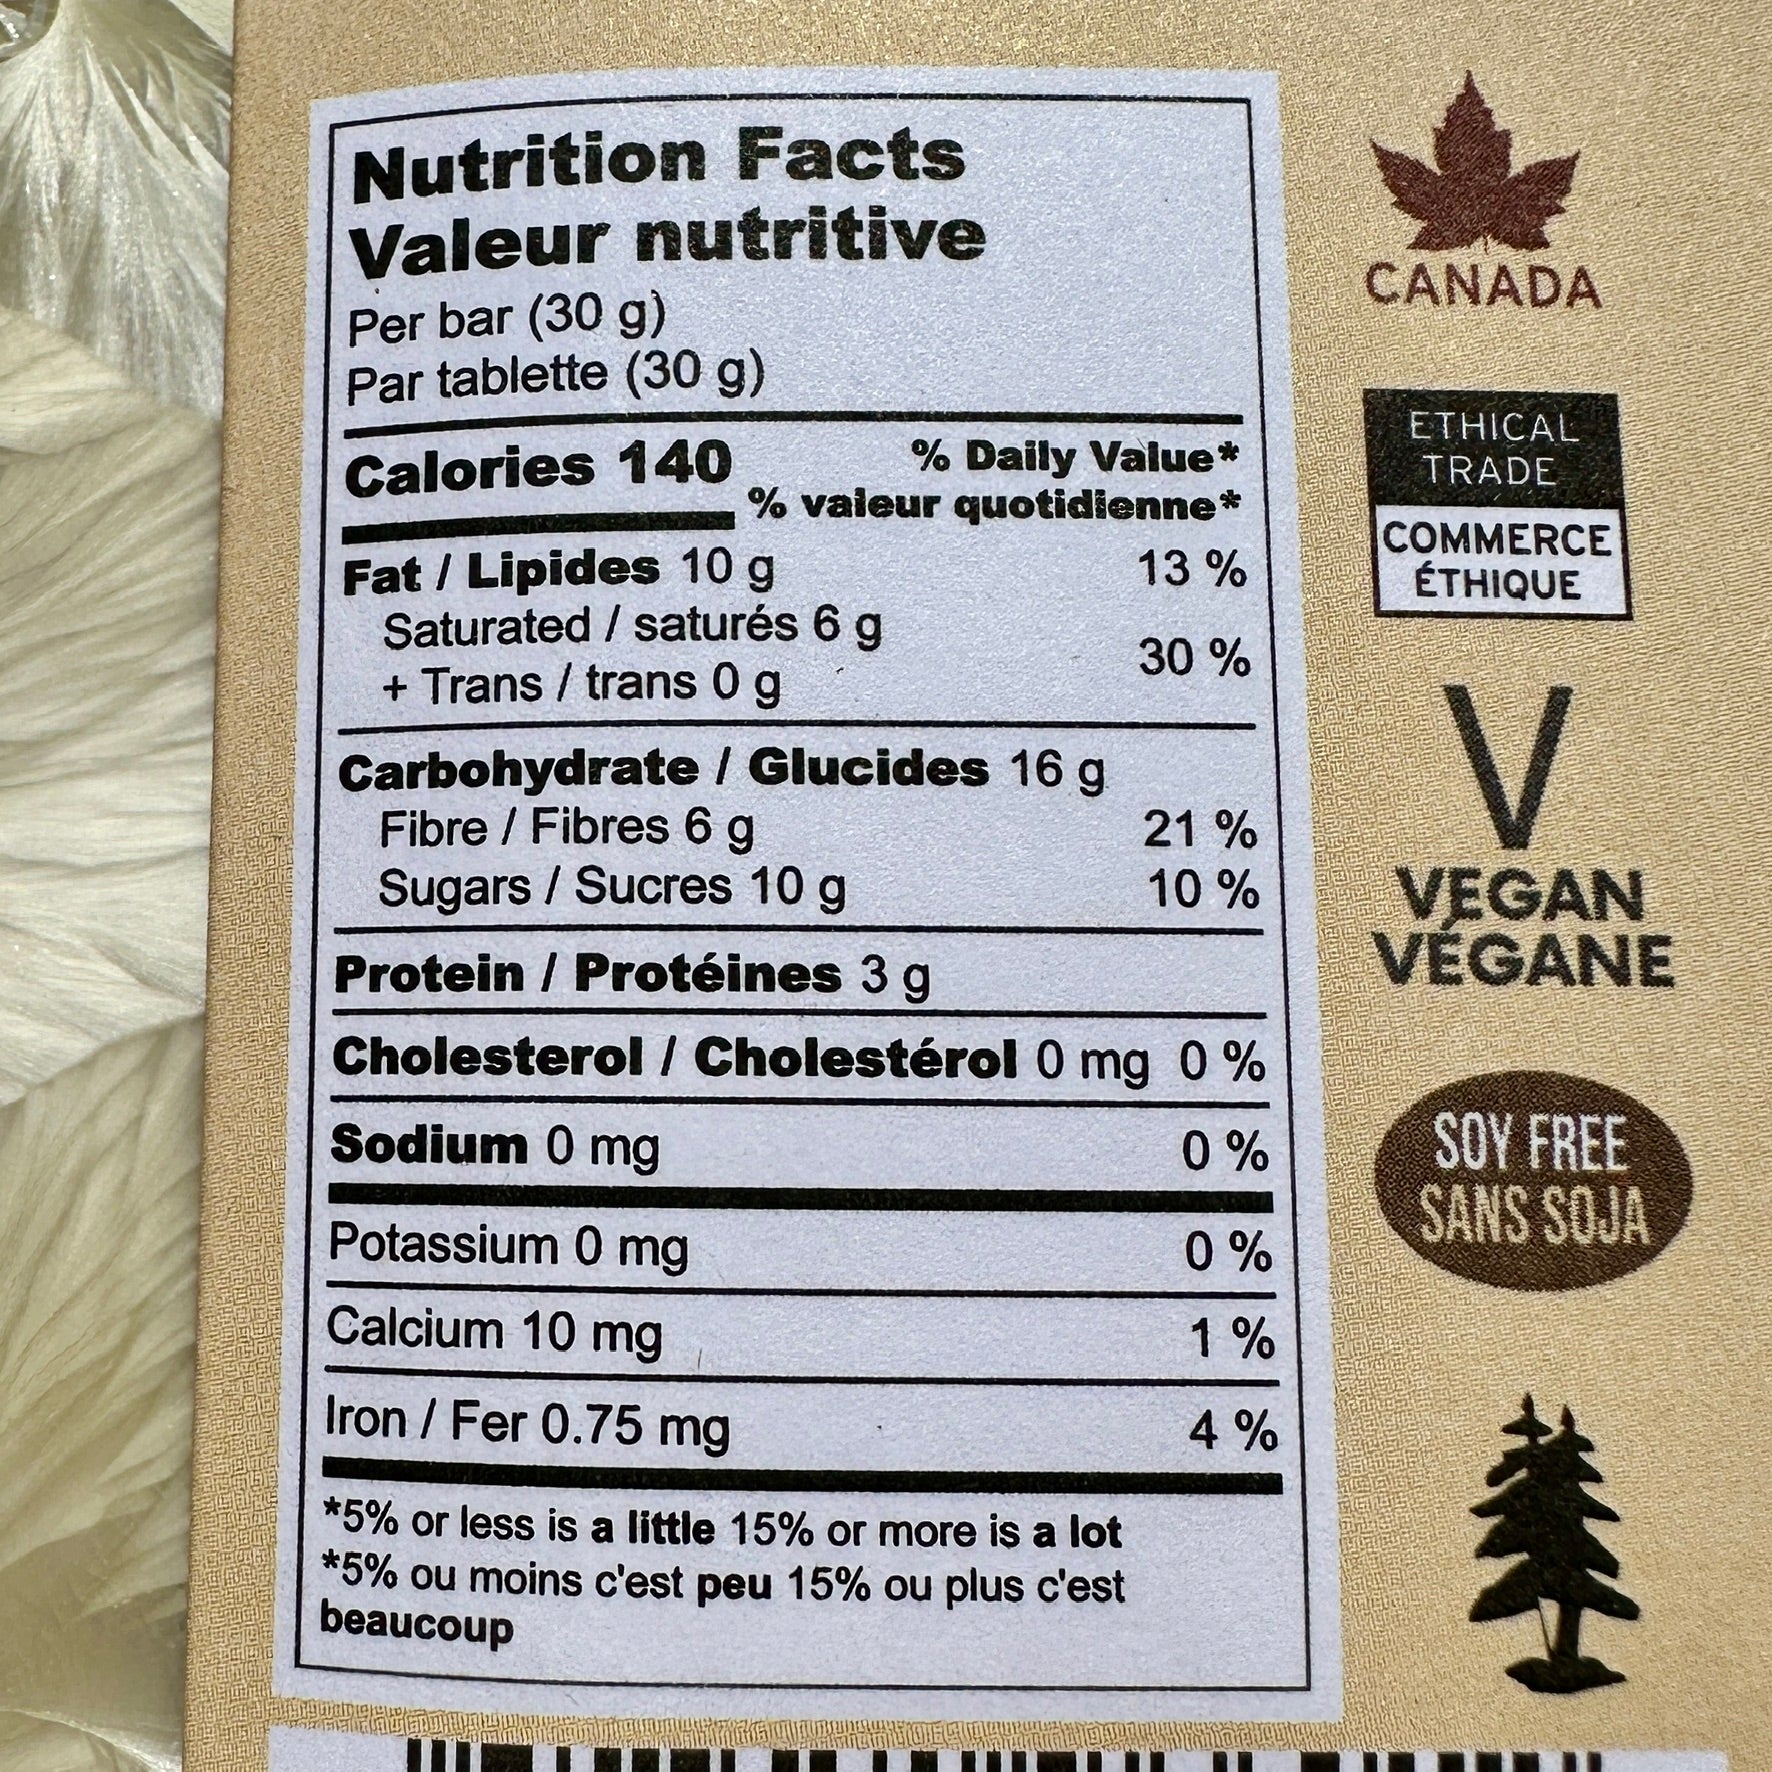 Nutrition Facts
Valeur nutritive
Per bar (30 g)
Par tablette (30 g)
Calories 140
% Daily Value*
% valeur quotidienne*
Fat / Lipides 10 g 13 %
Saturated / saturés 6 g
+ Trans / trans 0 g
30 %
Carbohydrate / Glucides 16 g
Fibre / Fibres 6 g 21 %
Sugars / Sucres 10 g 10 %
Protein / Protéines 3 g
Cholesterol / Cholestérol 0 mg 0 %
Sodium 0 mg 0 %
Potassium 0 mg 0 %
Calcium 10 mg 1 %
Iron / Fer 0.75 mg 4 %
*5% or less is a little 15% or more is a lot
*5% ou moins c'est peu 15% ou plus c'est
beaucoup
CANADA
ETHICAL
TRADE
COMMERCE
ÉTHIQUE
V
VEGAN
VÉGANE
SOY FREE
SANS SOJA